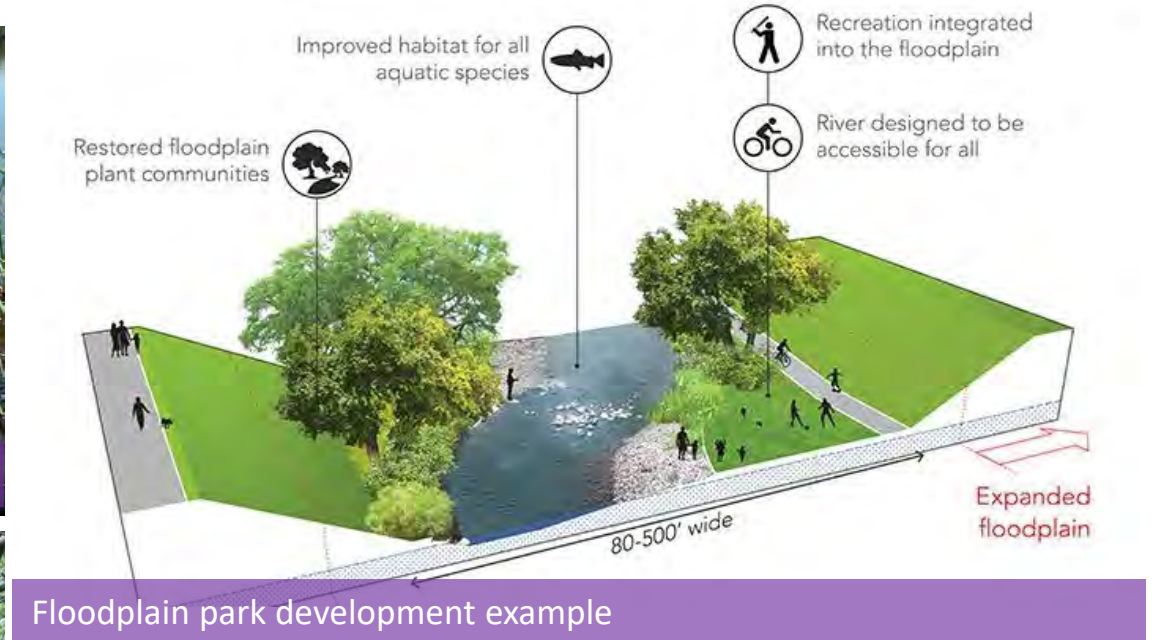 Improved habitat for all
aquatic species
Recreation integrated
into the floodplain
Restored floodplain
plant communities
River designed to be
accessible for all
Expanded
floodplain
80-500' wide
Floodplain park development example